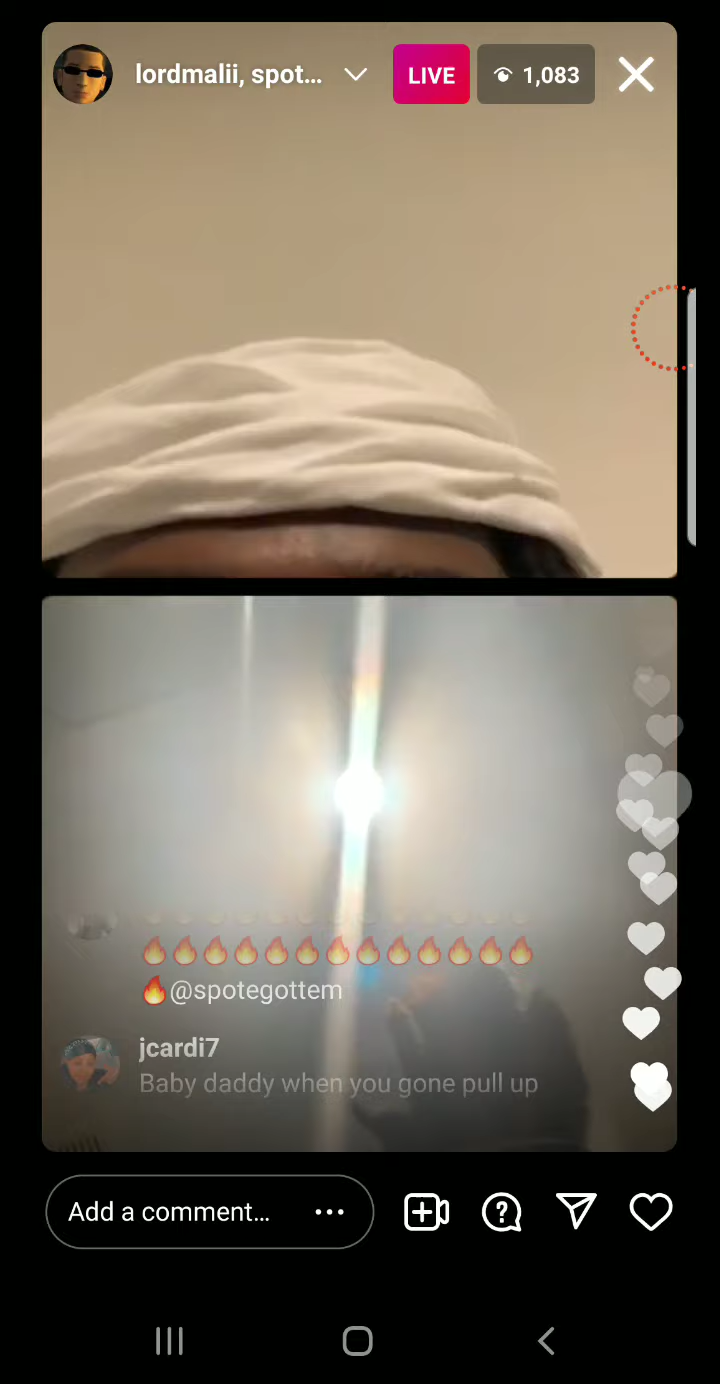 lordmalii, spot...
LIVE
1,083
🔥🔥🔥🔥🔥🔥🔥🔥🔥🔥🔥🔥🔥
🔥@spotegottem
jcardi7
Baby daddy when you gone pull up
Add a comment...